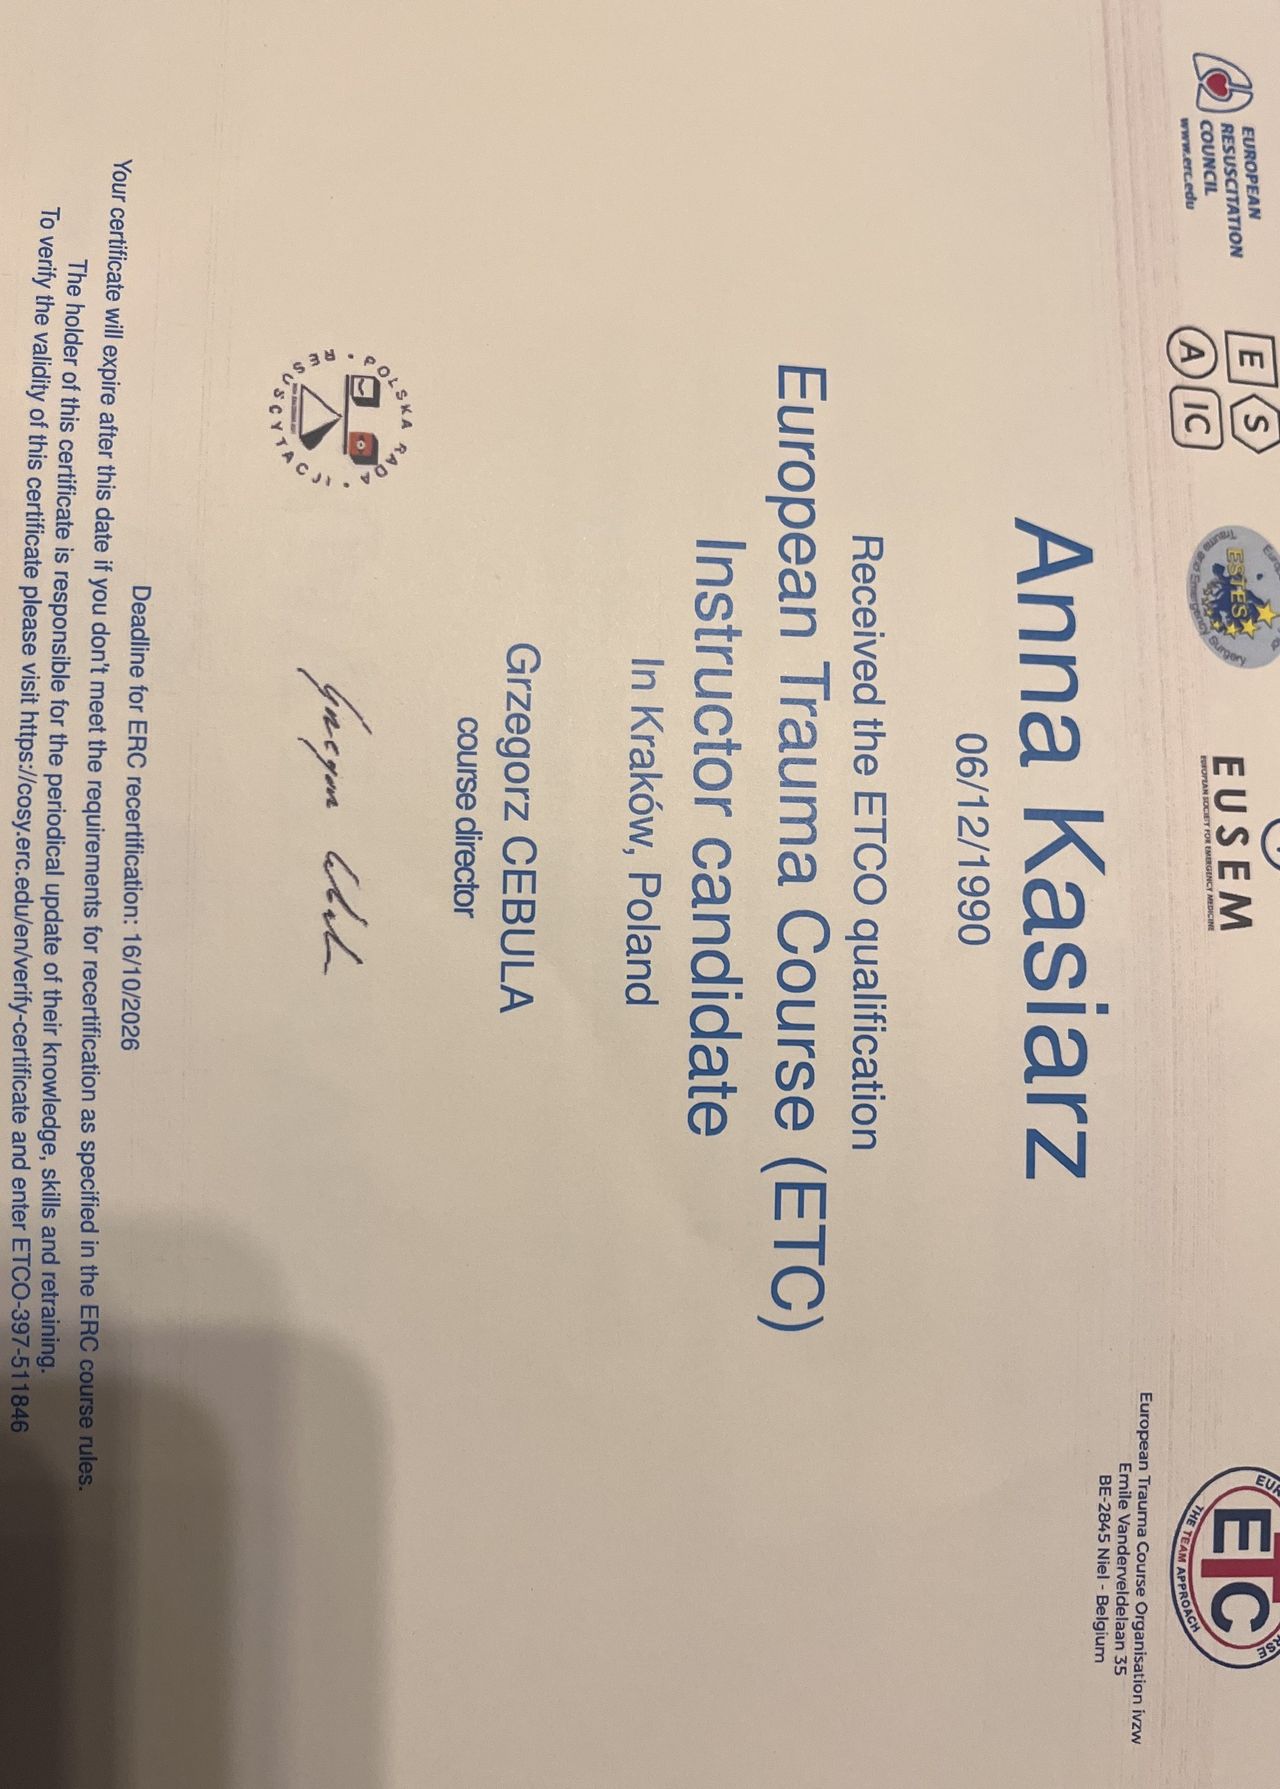 EUROPEAN
RESUSCITATION
COUNCIL
www.erc.edu
E S
A IC
ESTES
Trauma and Emergency Surgery
EUSEM
EUROPEAN SOCIETY FOR EMERGENCY MEDICINE
ETC
THE TEAM APPROACH
European Trauma Course Organisation ivzw
Emile Vanderveldelaan 35
BE-2845 Niel - Belgium
Anna Kasiarz
06/12/1990
Received the ETCO qualification
European Trauma Course (ETC)
Instructor candidate
In Kraków, Poland
Grzegorz CEBULA
course director
POLSKA RADA RESUSCYTACJI
Deadline for ERC recertification: 16/10/2026
Your certificate will expire after this date if you don't meet the requirements for recertification as specified in the ERC course rules.
The holder of this certificate is responsible for the periodical update of their knowledge, skills and retraining.
To verify the validity of this certificate please visit https://cosy.erc.edu/en/verify-certificate and enter ETCO-397-511846